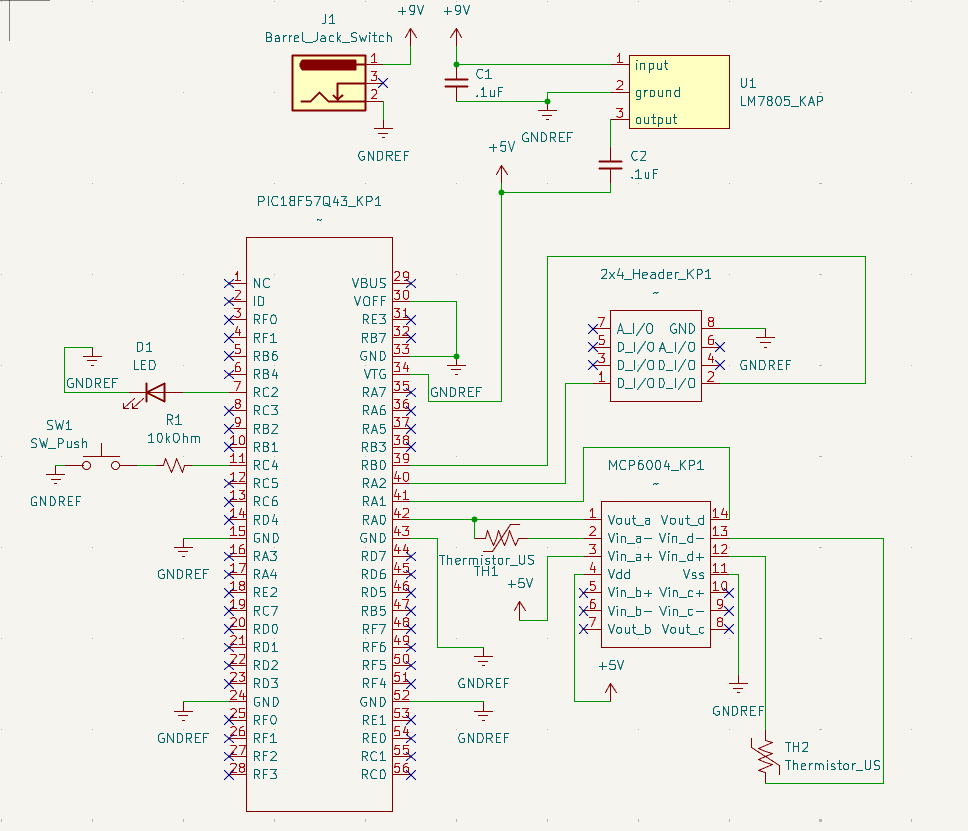 +9V
+9V
J1
Barrel_Jack_Switch
1
3
2
GNDREF
C1
.1uF
GNDREF
1 input
2 ground
3 output
U1
LM7805_KAP
+5V
C2
.1uF
PIC18F57Q43_KP1
~
1 NC VBUS 29
2 ID VOFF 30
3 RF0 RE3 31
4 RF1 RB7 32
5 RB6 GND 33
6 RB4 VTG 34
7 RC2 RA7 35
8 RC3 RA6 36
9 RB2 RA5 37
10 RB1 RB3 38
11 RC4 RB0 39
12 RC5 RA2 40
13 RC6 RA1 41
14 RD4 RA0 42
15 GND GND 43
16 RA3 RD7 44
17 RA4 RD6 45
18 RE2 RD5 46
19 RC7 RB5 47
20 RD0 RF7 48
21 RD1 RF6 49
22 RD2 RF5 50
23 RD3 RF4 51
24 GND GND 52
25 RF0 RE1 53
26 RF1 RE0 54
27 RF2 RC1 55
28 RF3 RC0 56
D1
LED
GNDREF
SW1
SW_Push
R1
10kOhm
GNDREF
GNDREF
GNDREF
GNDREF
GNDREF
GNDREF
2x4_Header_KP1
~
7 A_I/O GND 8
5 D_I/O A_I/O 6
3 D_I/O D_I/O 4
1 D_I/O D_I/O 2
GNDREF
MCP6004_KP1
~
1 Vout_a Vout_d 14
2 Vin_a- Vin_d- 13
3 Vin_a+ Vin_d+ 12
4 Vdd Vss 11
5 Vin_b+ Vin_c+ 10
6 Vin_b- Vin_c- 9
7 Vout_b Vout_c 8
Thermistor_US
TH1
+5V
+5V
GNDREF
TH2
Thermistor_US